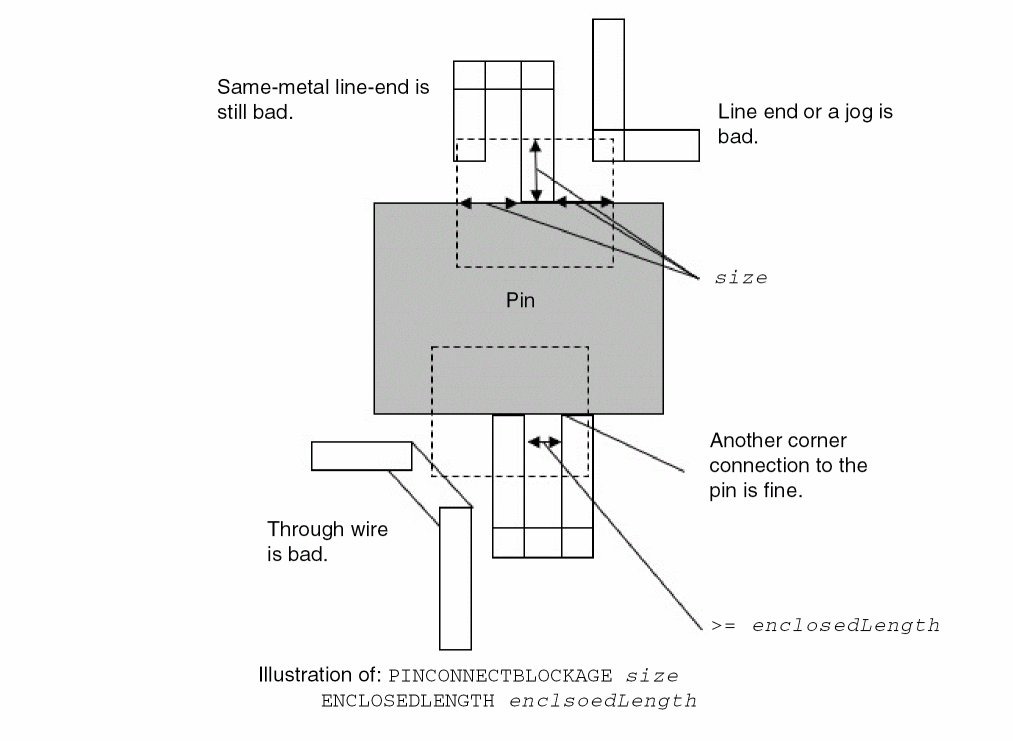 Same-metal line-end is
still bad.
Line end or a jog is
bad.
size
Pin
Another corner
connection to the
pin is fine.
Through wire
is bad.
>= enclosedLength
Illustration of: PINCONNECTBLOCKAGE size
ENCLOSEDLENGTH enclsoedLength